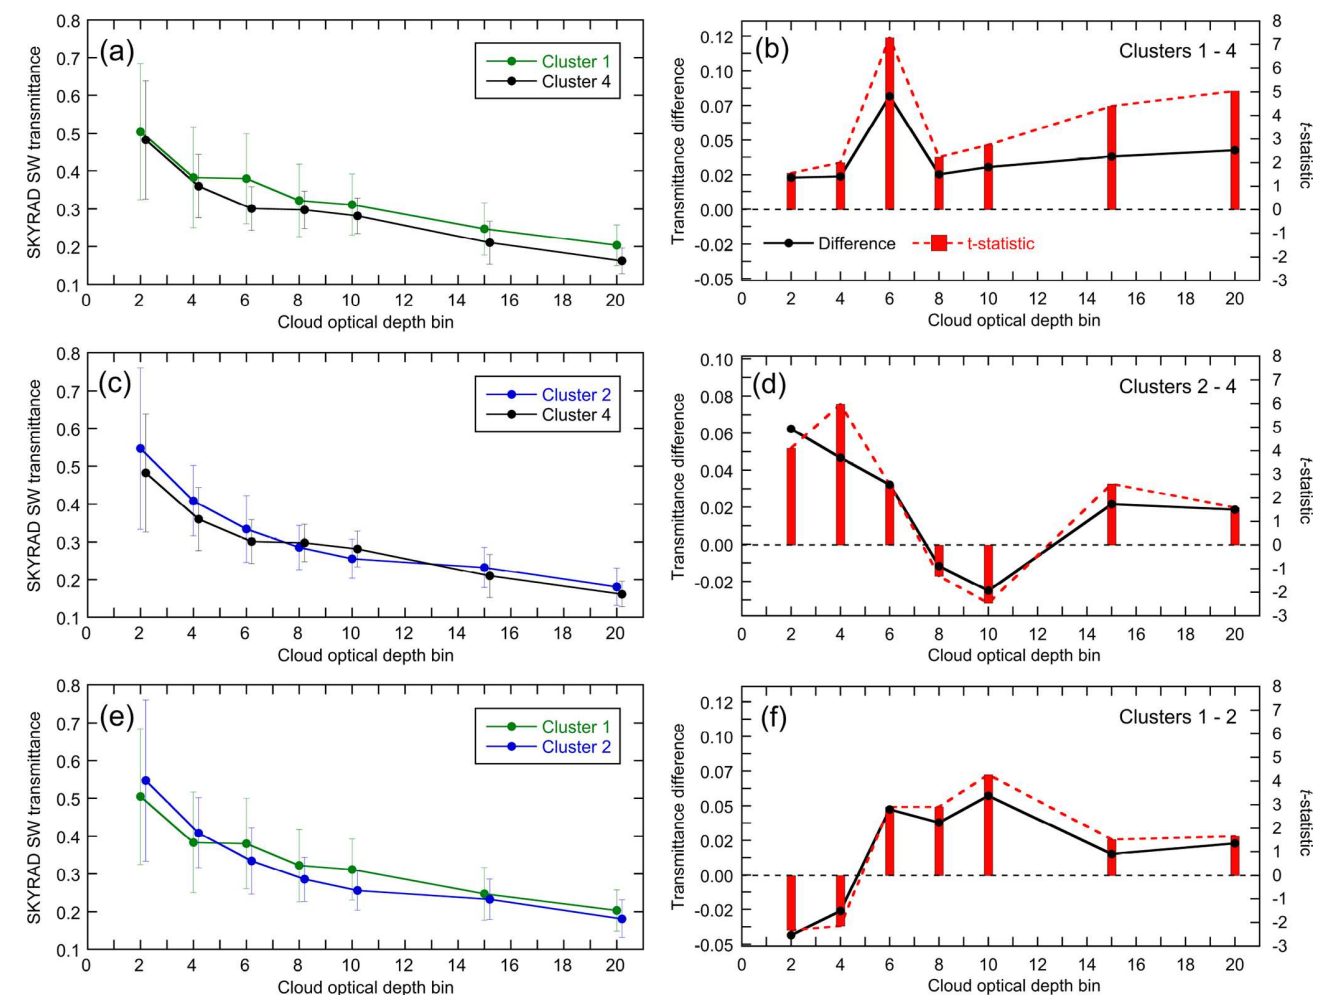 (a)
Cluster 1
Cluster 4
SKYRAD SW transmittance
0.8
0.7
0.6
0.5
0.4
0.3
0.2
0.1
0 2 4 6 8 10 12 14 16 18 20
Cloud optical depth bin
(b)
Clusters 1 - 4
Transmittance difference
0.12
0.10
0.07
0.05
0.02
0.00
-0.02
-0.05
Difference
t-statistic
8
7
6
5
4
3
2
1
0
-1
-2
-3
t-statistic
0 2 4 6 8 10 12 14 16 18 20
Cloud optical depth bin
(c)
Cluster 2
Cluster 4
SKYRAD SW transmittance
0.8
0.7
0.6
0.5
0.4
0.3
0.2
0.1
0 2 4 6 8 10 12 14 16 18 20
Cloud optical depth bin
(d)
Clusters 2 - 4
Transmittance difference
0.10
0.08
0.06
0.04
0.02
0.00
-0.02
8
7
6
5
4
3
2
1
0
-1
-2
-3
t-statistic
0 2 4 6 8 10 12 14 16 18 20
Cloud optical depth bin
(e)
Cluster 1
Cluster 2
SKYRAD SW transmittance
0.8
0.7
0.6
0.5
0.4
0.3
0.2
0.1
0 2 4 6 8 10 12 14 16 18 20
Cloud optical depth bin
(f)
Clusters 1 - 2
Transmittance difference
0.12
0.10
0.07
0.05
0.02
0.00
-0.02
-0.05
8
7
6
5
4
3
2
1
0
-1
-2
-3
t-statistic
0 2 4 6 8 10 12 14 16 18 20
Cloud optical depth bin